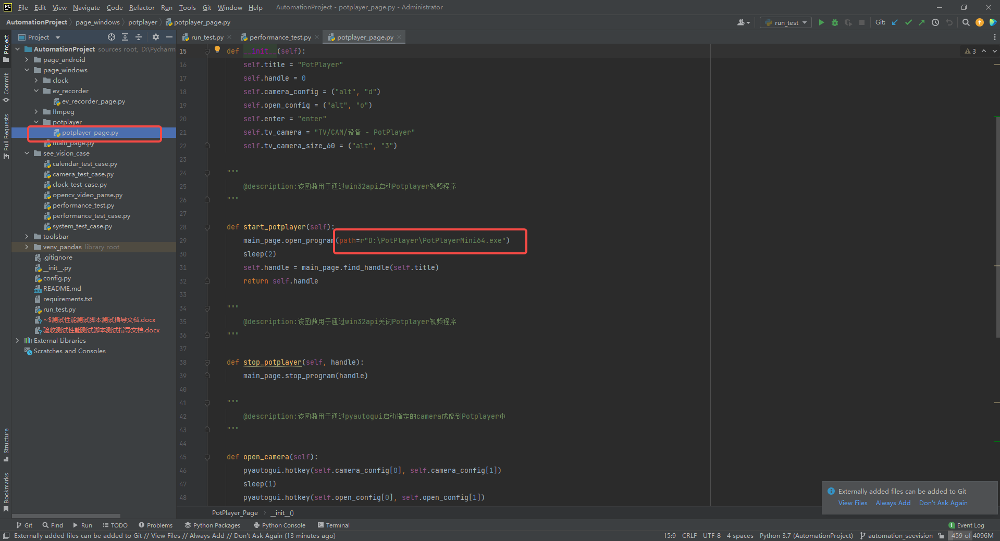 File Edit View Navigate Code Refactor Run Tools Git Window Help AutomationProject - potplayer_page.py - Administrator
AutomationProject page_windows potplayer potplayer_page.py run_test Git:
Project run_test.py performance_test.py potplayer_page.py
Project
Commit
Pull Requests
Structure
Bookmarks
AutomationProject sources root, D:\Pycharm
page_android
page_windows
clock
ev_recorder
ev_recorder_page.py
ffmpeg
potplayer
potplayer_page.py
main_page.py
see_vision_case
calendar_test_case.py
camera_test_case.py
clock_test_case.py
opencv_video_parse.py
performance_test.py
performance_test_case.py
system_test_case.py
toolsbar
venv_pandas library root
.gitignore
__init__.py
config.py
README.md
requirements.txt
run_test.py
~$测试性能测试脚本测试指导文档.docx
验收测试性能测试脚本测试指导文档.docx
External Libraries
Scratches and Consoles
3
15 def __init__(self):
16 self.title = "PotPlayer"
17 self.handle = 0
18 self.camera_config = ("alt", "d")
19 self.open_config = ("alt", "o")
20 self.enter = "enter"
21 self.tv_camera = "TV/CAM/设备 - PotPlayer"
22 self.tv_camera_size_60 = ("alt", "3")
23
24 """
25 @description:该函数用于通过win32api启动Potplayer视频程序
26 """
27
28 def start_potplayer(self):
29 main_page.open_program(path=r"D:\PotPlayer\PotPlayerMini64.exe")
30 sleep(2)
31 self.handle = main_page.find_handle(self.title)
32 return self.handle
33
34 """
35 @description:该函数用于通过win32api关闭Potplayer视频程序
36 """
37
38 def stop_potplayer(self, handle):
39 main_page.stop_program(handle)
40
41 """
42 @description:该函数用于通过pyautogui启动指定的camera成像到Potplayer中
43 """
44
45 def open_camera(self):
46 pyautogui.hotkey(self.camera_config[0], self.camera_config[1])
47 sleep(1)
48 pyautogui.hotkey(self.open_config[0], self.open_config[1])
Externally added files can be added to Git
View Files Always Add Don't Ask Again
PotPlayer_Page __init__()
Git Find Run TODO Problems Python Packages Python Console Terminal 1 Event Log
Externally added files can be added to Git // View Files // Always Add // Don't Ask Again (13 minutes ago) 15:9 CRLF UTF-8 4 spaces Python 3.7 (AutomationProject) automation_seevision 459 of 4096M